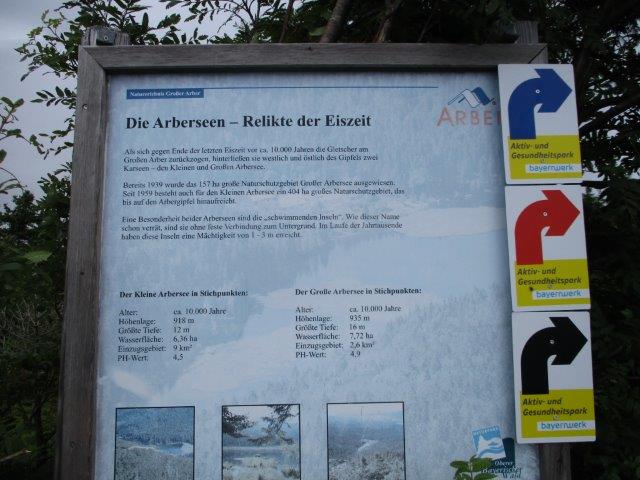 Naturerlebnis Großer Arber
ARBE
Die Arberseen – Relikte der Eiszeit
Als sich gegen Ende der letzten Eiszeit vor ca. 10.000 Jahren die Gletscher am
Großen Arber zurückzogen, hinterließen sie westlich und östlich des Gipfels zwei
Karseen – den Kleinen und Großen Arbersee.
Bereits 1939 wurde das 157 ha große Naturschutzgebiet Großer Arbersee ausgewiesen.
Seit 1959 besteht auch für den Kleinen Arbersee ein 404 ha großes Naturschutzgebiet, das
bis auf den Arbergipfel hinaufreicht.
Eine Besonderheit beider Arberseen sind die „schwimmenden Inseln“. Wie dieser Name
schon verrät, sind sie ohne feste Verbindung zum Untergrund. Im Laufe der Jahrtausende
haben diese Inseln eine Mächtigkeit von 1 - 3 m erreicht.
Der Kleine Arbersee in Stichpunkten:
Alter: ca. 10.000 Jahre
Höhenlage: 918 m
Größte Tiefe: 12 m
Wasserfläche: 6,36 ha
Einzugsgebiet: 9 km²
PH-Wert: 4,5
Der Große Arbersee in Stichpunkten:
Alter: ca. 10.000 Jahre
Höhenlage: 935 m
Größte Tiefe: 16 m
Wasserfläche: 7,72 ha
Einzugsgebiet: 2,6 km²
PH-Wert: 4,9
Aktiv- und
Gesundheitspark
bayernwerk
Aktiv- und
Gesundheitspark
bayernwerk
Aktiv- und
Gesundheitspark
bayernwerk
NATURPARK
Oberer
Bayerischer
Wald